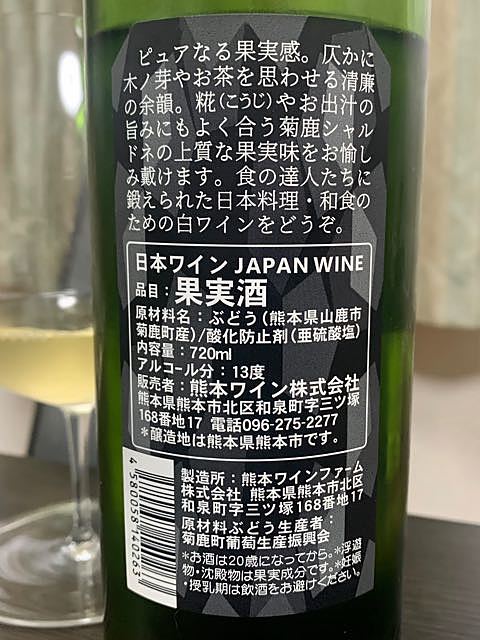 ピュアなる果実感。仄かに
木ノ芽やお茶を思わせる清廉
の余韻。糀(こうじ)やお出汁の
旨みにもよく合う菊鹿シャル
ドネの上質な果実味をお愉し
み戴けます。食の達人たちに
鍛えられた日本料理・和食の
ための白ワインをどうぞ。
日本ワイン JAPAN WINE
品目:果実酒
原材料名:ぶどう(熊本県山鹿市
菊鹿町産)/酸化防止剤(亜硫酸塩)
内容量:720ml
アルコール分:13度
販売者:熊本ワイン株式会社
熊本県熊本市北区和泉町字三ツ塚
168番地17 電話096-275-2277
*醸造地は熊本県熊本市です。
製造所:熊本ワインファーム
株式会社 熊本県熊本市北区
和泉町字三ツ塚168番地17
原材料ぶどう生産者:
菊鹿町葡萄生産振興会
*お酒は20歳になってから。*浮遊
物・沈殿物は果実成分です。*妊娠
・授乳期は飲酒をお避けください。
4580058140263